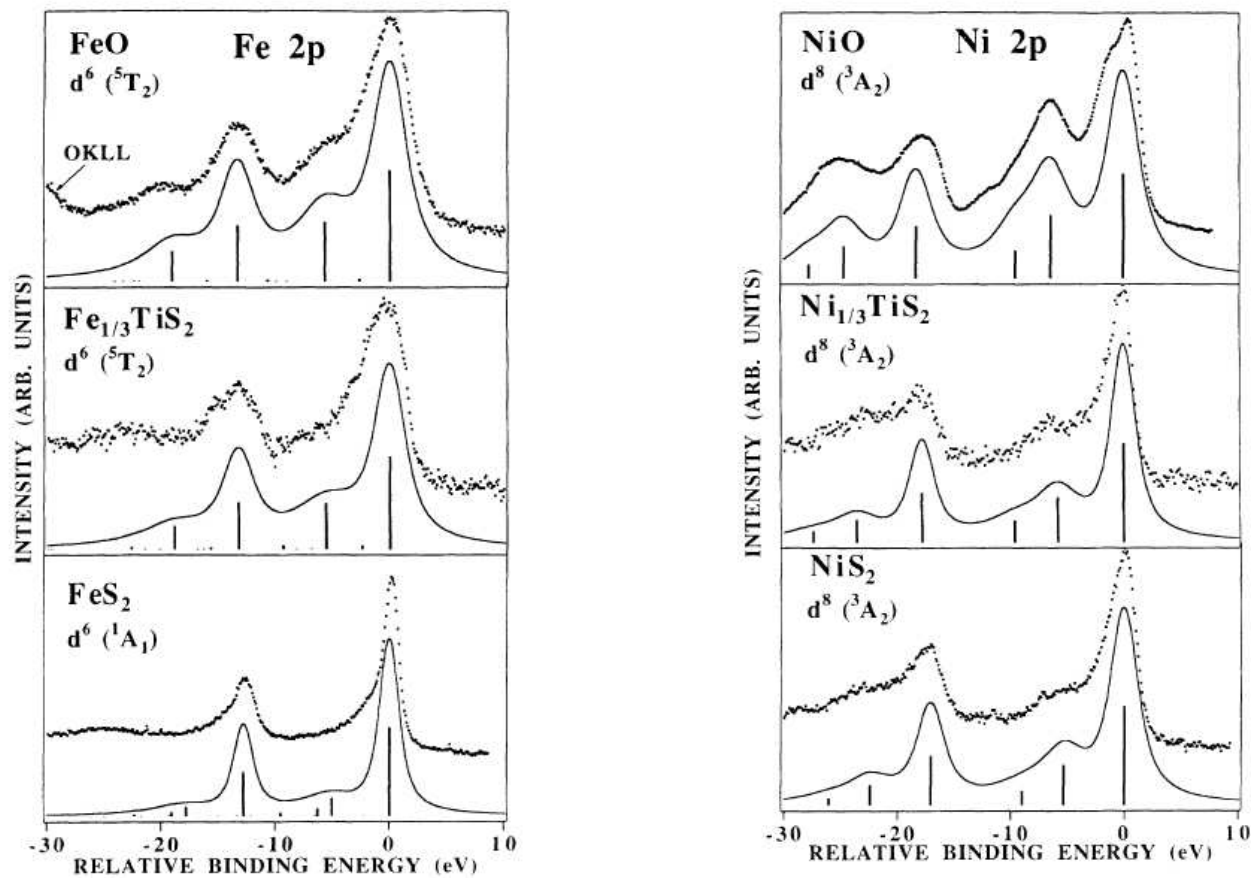 FeO
Fe 2p
d⁶ (⁵T₂)
OKLL
Fe₁/₃TiS₂
d⁶ (⁵T₂)
FeS₂
d⁶ (¹A₁)
INTENSITY (ARB. UNITS)
-30 -20 -10 0 10
RELATIVE BINDING ENERGY (eV)
NiO
Ni 2p
d⁸ (³A₂)
Ni₁/₃TiS₂
d⁸ (³A₂)
NiS₂
d⁸ (³A₂)
INTENSITY (ARB. UNITS)
-30 -20 -10 0 10
RELATIVE BINDING ENERGY (eV)